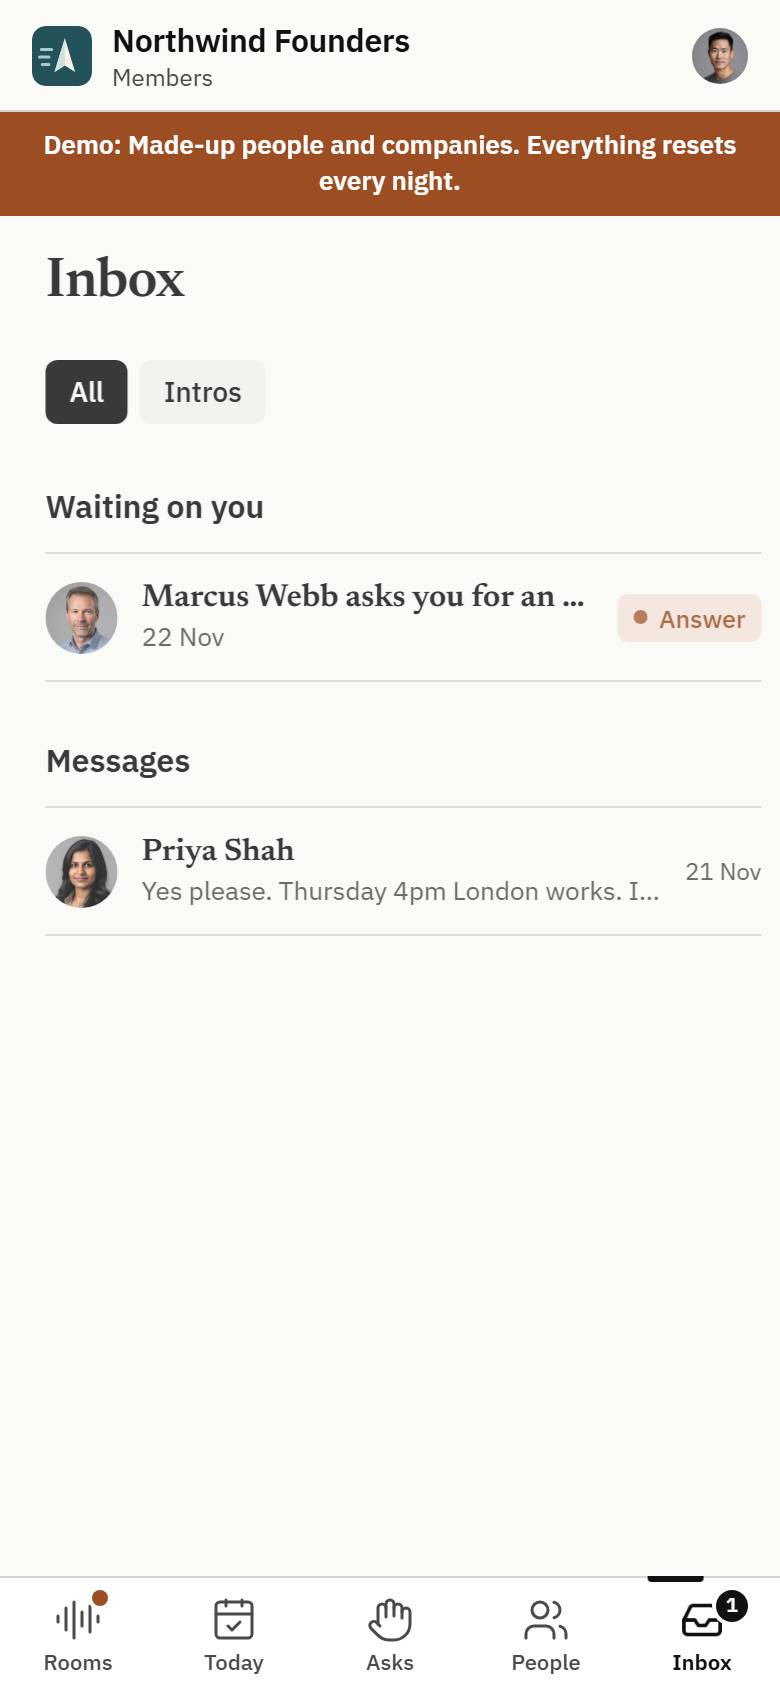 Northwind Founders
Members
Demo: Made-up people and companies. Everything resets
every night.
Inbox
All
Intros
Waiting on you
Marcus Webb asks you for an ...
22 Nov
Answer
Messages
Priya Shah
Yes please. Thursday 4pm London works. I...
21 Nov
Rooms
Today
Asks
People
1
Inbox